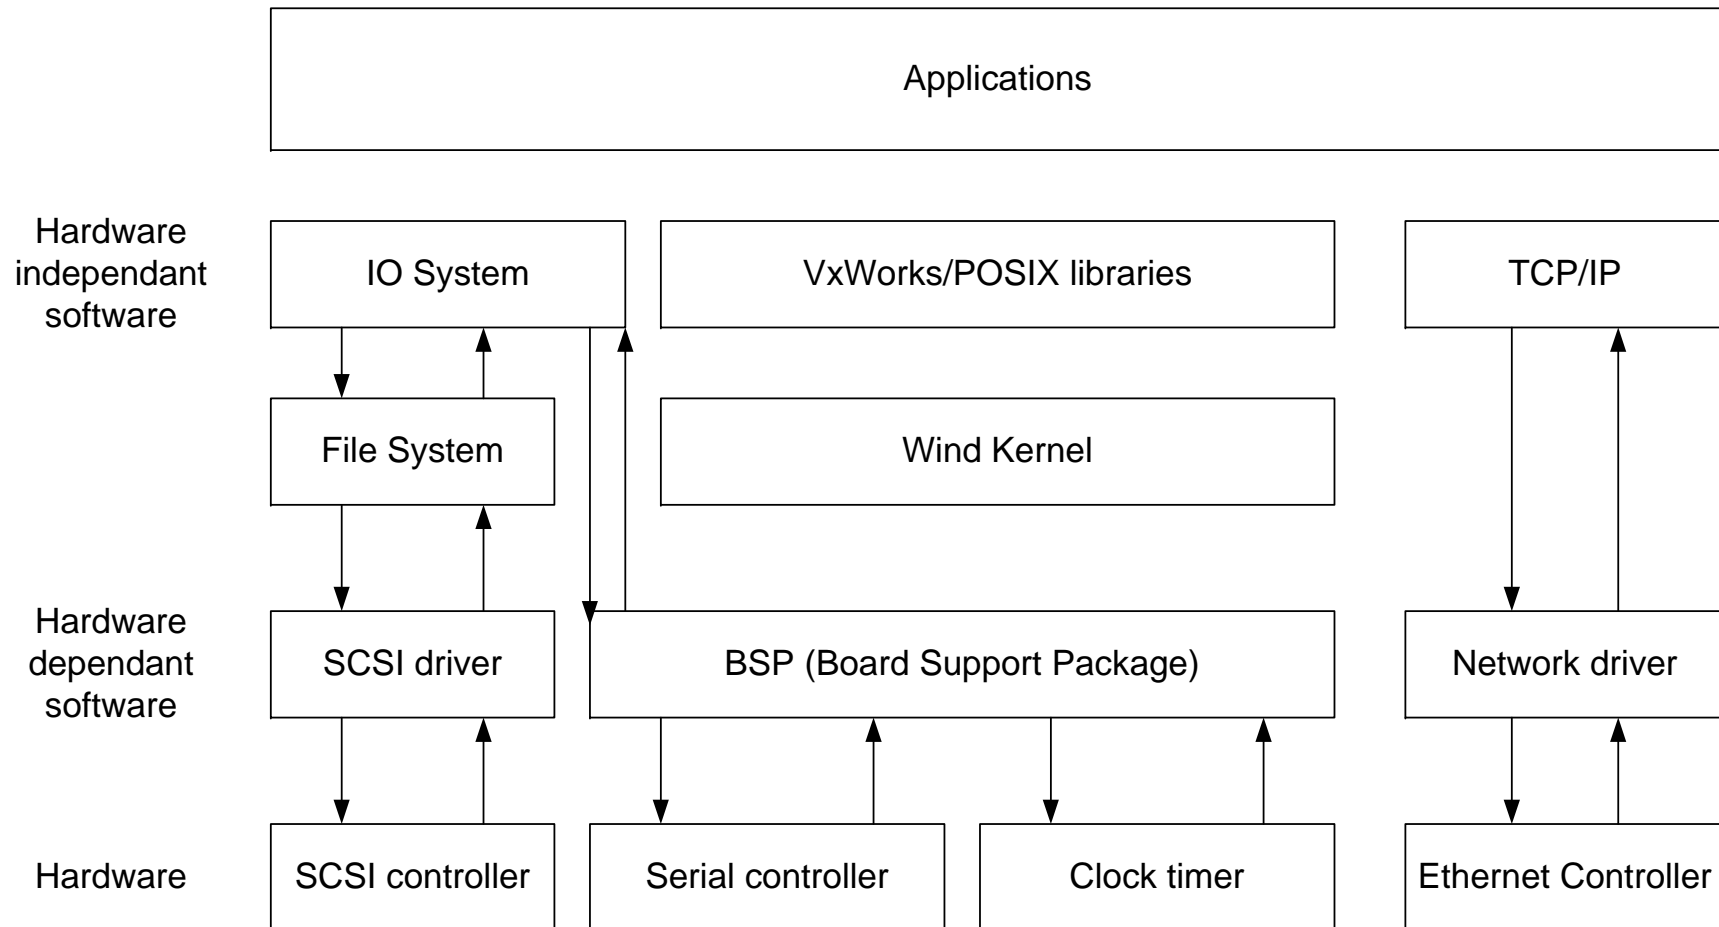 Applications
Hardware
independant
software
IO System
VxWorks/POSIX libraries
TCP/IP
File System
Wind Kernel
Hardware
dependant
software
SCSI driver
BSP (Board Support Package)
Network driver
Hardware
SCSI controller
Serial controller
Clock timer
Ethernet Controller